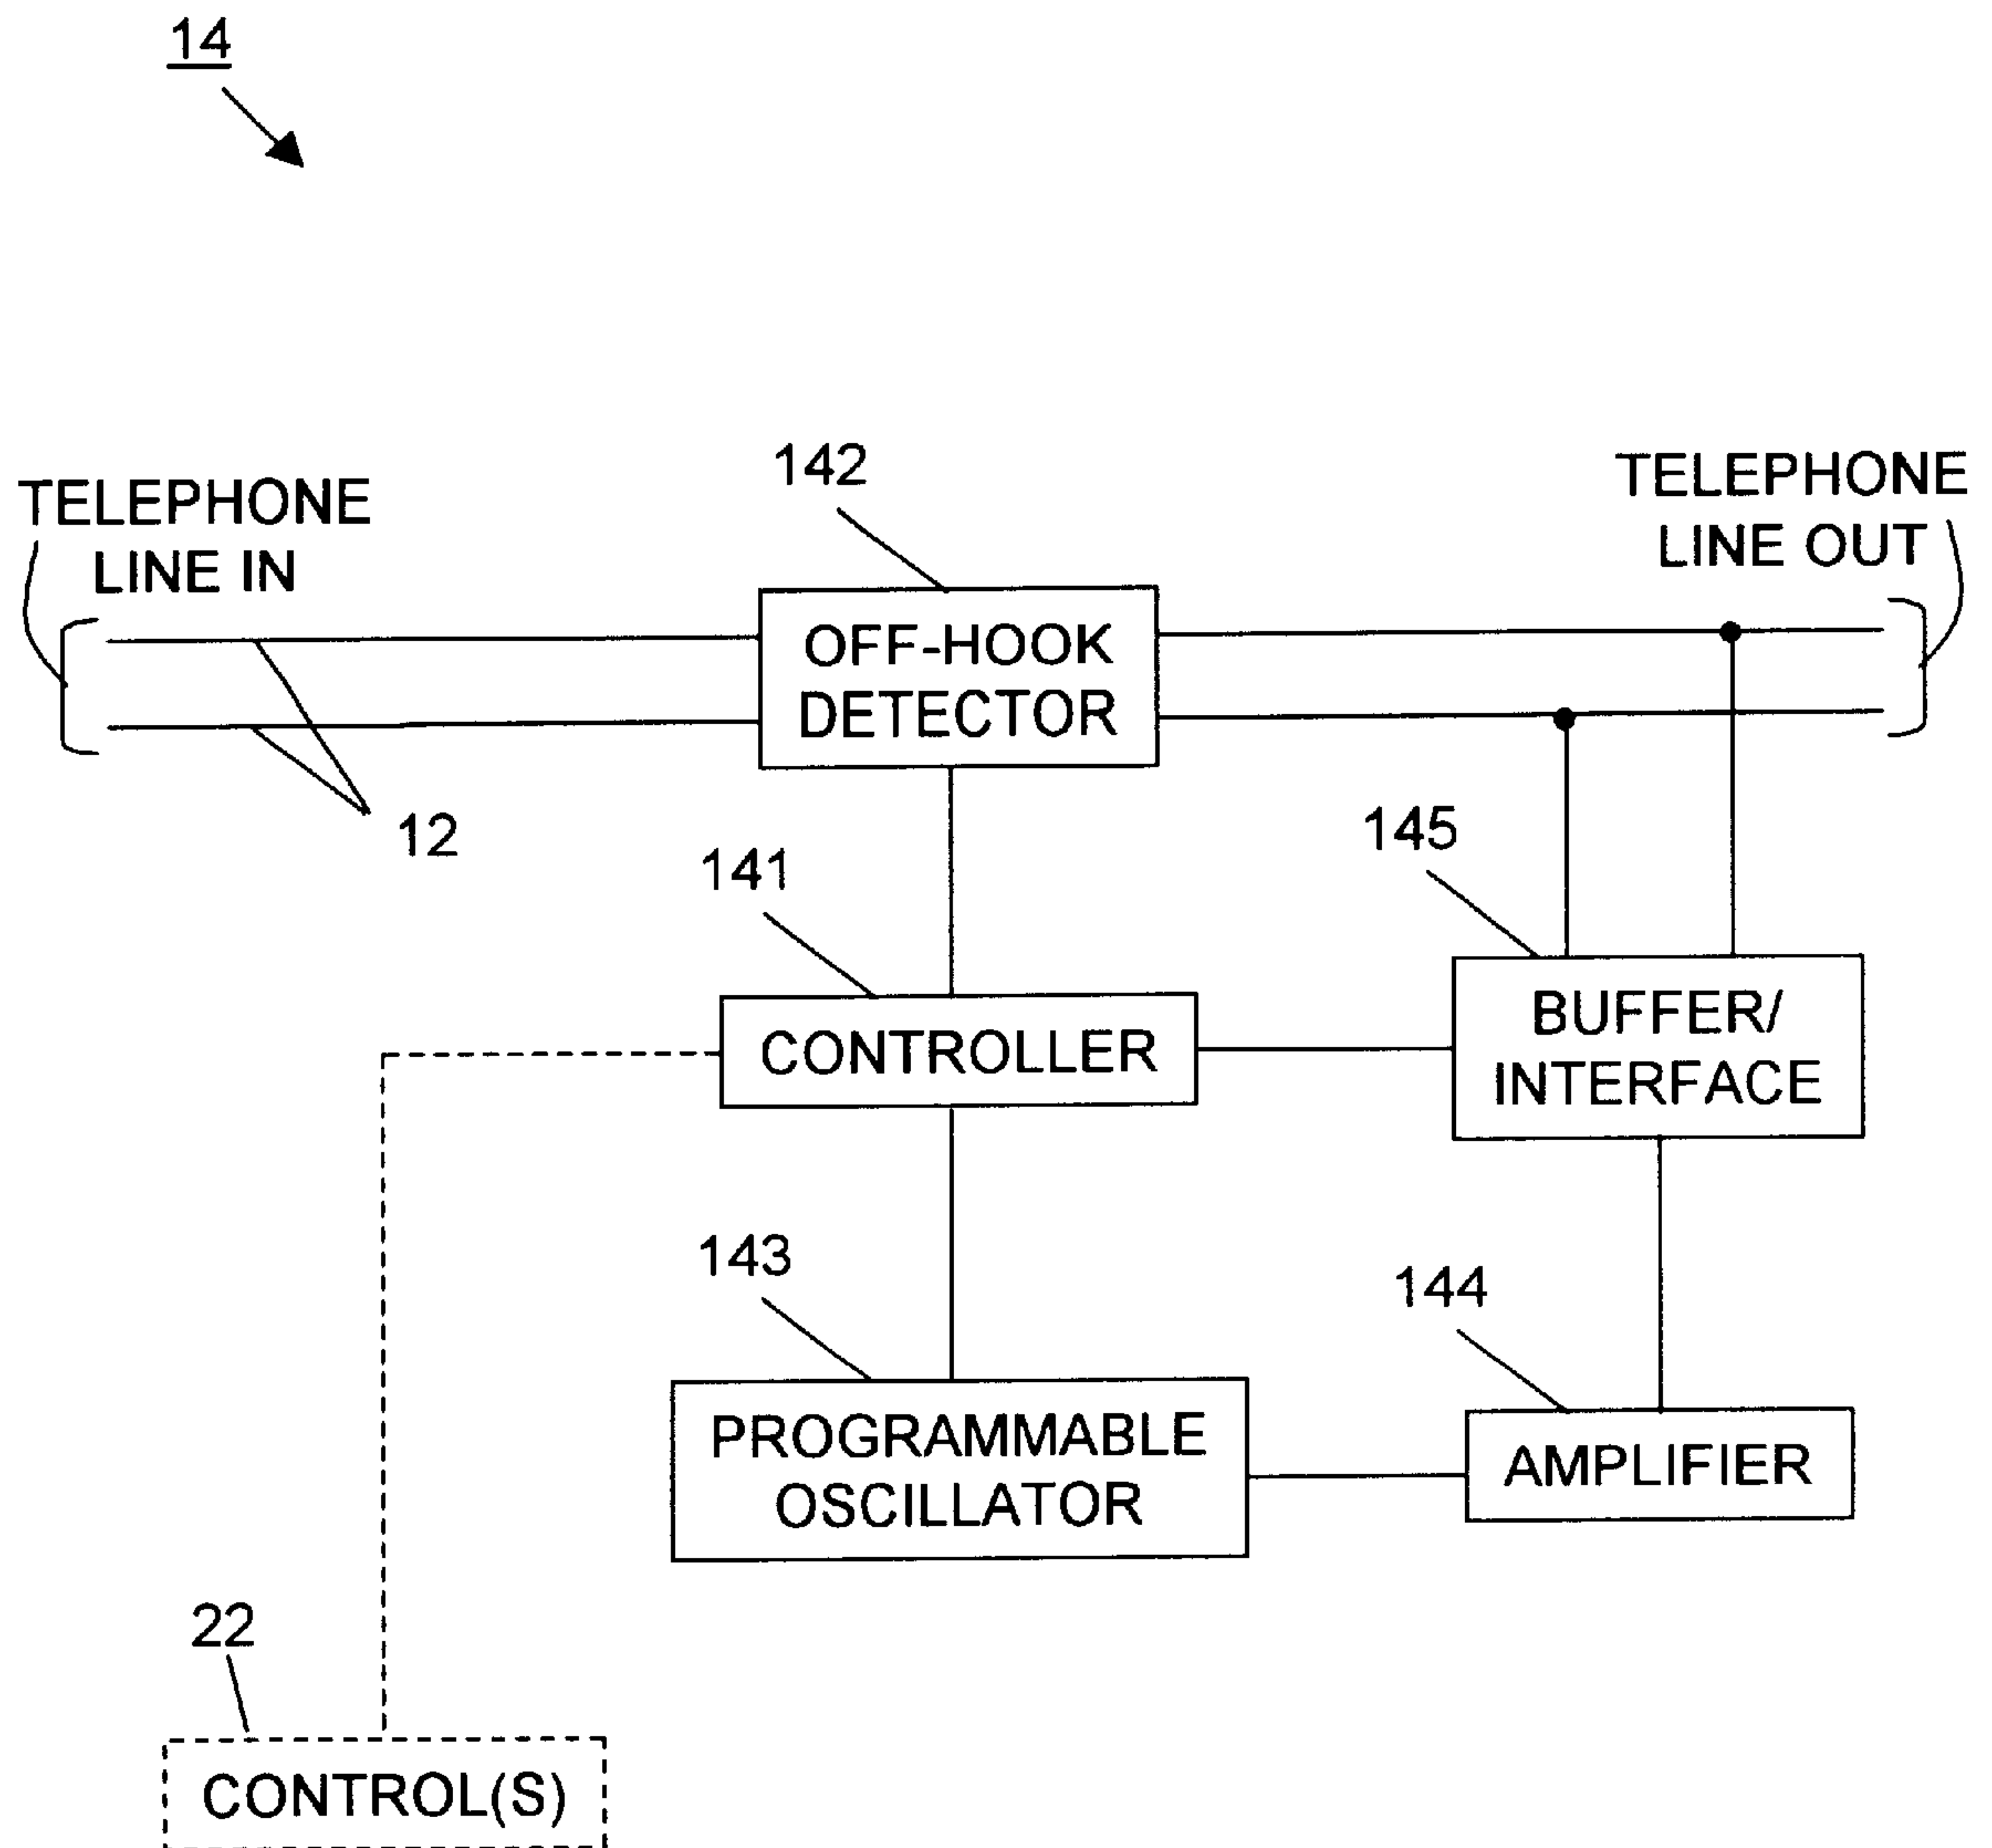 14
142
TELEPHONE
LINE IN
TELEPHONE
LINE OUT
OFF-HOOK
DETECTOR
12
145
141
CONTROLLER
BUFFER/
INTERFACE
143
144
PROGRAMMABLE
OSCILLATOR
AMPLIFIER
22
CONTROL(S)